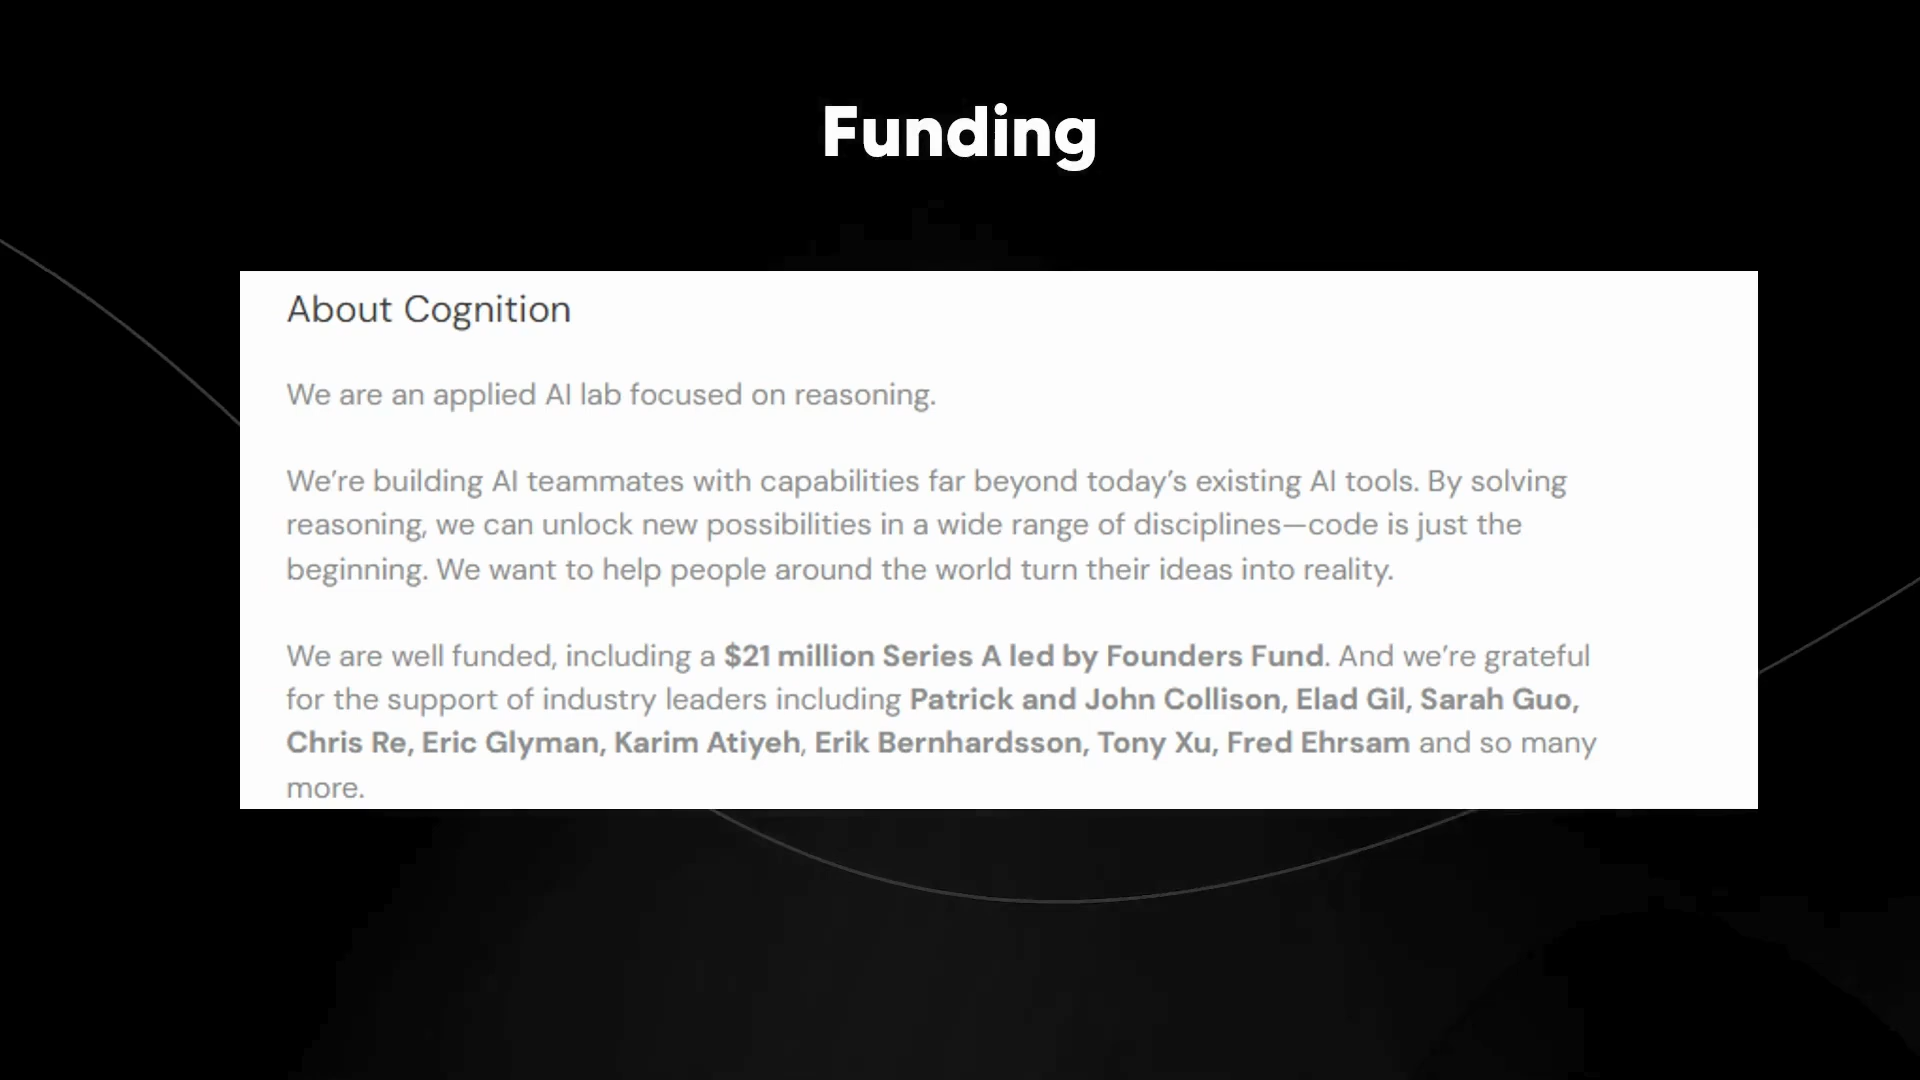 Funding
About Cognition
We are an applied AI lab focused on reasoning.
We’re building AI teammates with capabilities far beyond today’s existing AI tools. By solving
reasoning, we can unlock new possibilities in a wide range of disciplines—code is just the
beginning. We want to help people around the world turn their ideas into reality.
We are well funded, including a $21 million Series A led by Founders Fund. And we’re grateful
for the support of industry leaders including Patrick and John Collison, Elad Gil, Sarah Guo,
Chris Re, Eric Glyman, Karim Atiyeh, Erik Bernhardsson, Tony Xu, Fred Ehrsam and so many
more.